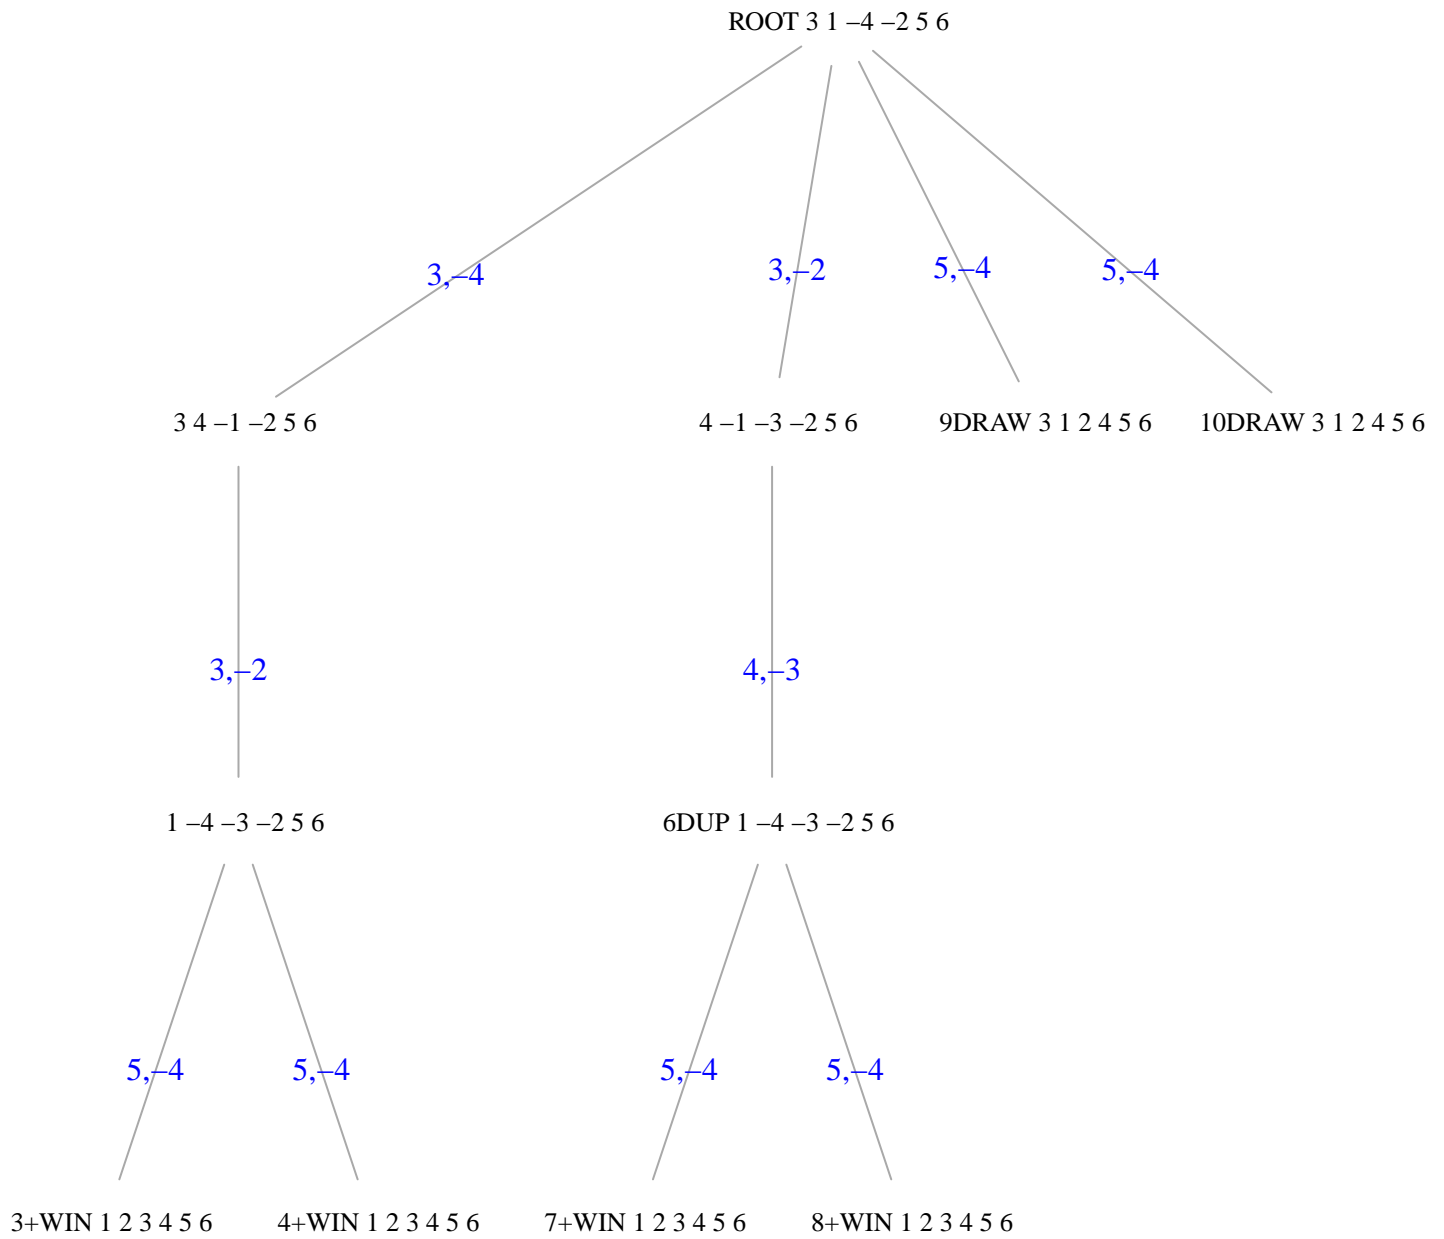 ROOT 3 1 –4 –2 5 6
3,–4
3,–2
5,–4
5,–4
3 4 –1 –2 5 6
4 –1 –3 –2 5 6
9DRAW 3 1 2 4 5 6
10DRAW 3 1 2 4 5 6
3,–2
4,–3
1 –4 –3 –2 5 6
6DUP 1 –4 –3 –2 5 6
5,–4
5,–4
5,–4
5,–4
3+WIN 1 2 3 4 5 6
4+WIN 1 2 3 4 5 6
7+WIN 1 2 3 4 5 6
8+WIN 1 2 3 4 5 6